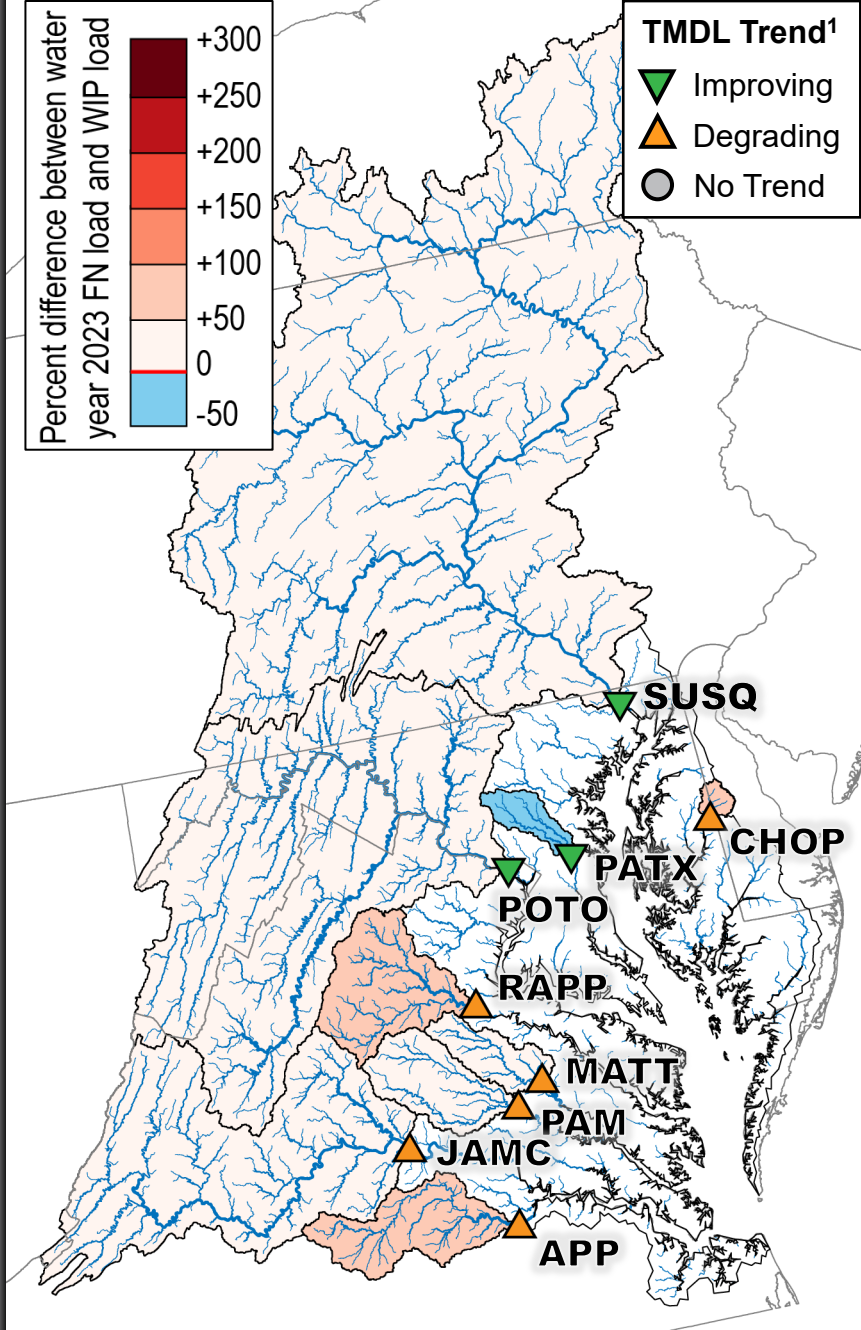 Percent difference between water
year 2023 FN load and WIP load
+300
+250
+200
+150
+100
+50
0
-50
TMDL Trend¹
Improving
Degrading
No Trend
SUSQ
CHOP
PATX
POTO
RAPP
MATT
PAM
JAMC
APP